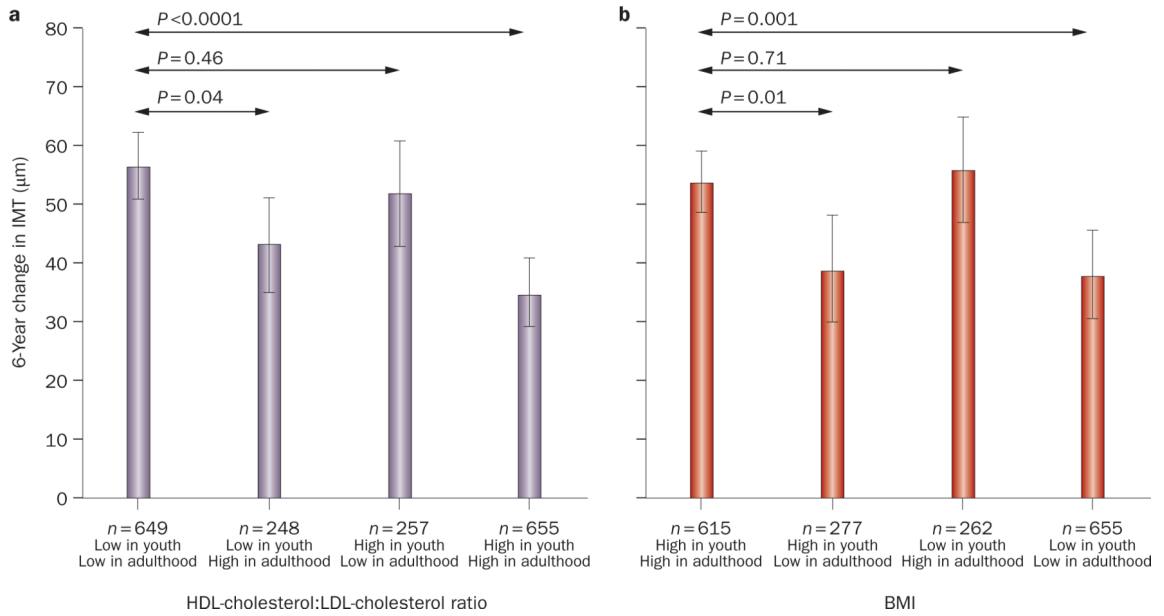 a
80
70
60
50
40
30
20
10
0
6-Year change in IMT (µm)
P<0.0001
P=0.46
P=0.04
n=649
Low in youth
Low in adulthood
n=248
Low in youth
High in adulthood
n=257
High in youth
Low in adulthood
n=655
High in youth
High in adulthood
HDL-cholesterol:LDL-cholesterol ratio
b
P=0.001
P=0.71
P=0.01
n=615
High in youth
High in adulthood
n=277
High in youth
Low in adulthood
n=262
Low in youth
High in adulthood
n=655
Low in youth
Low in adulthood
BMI